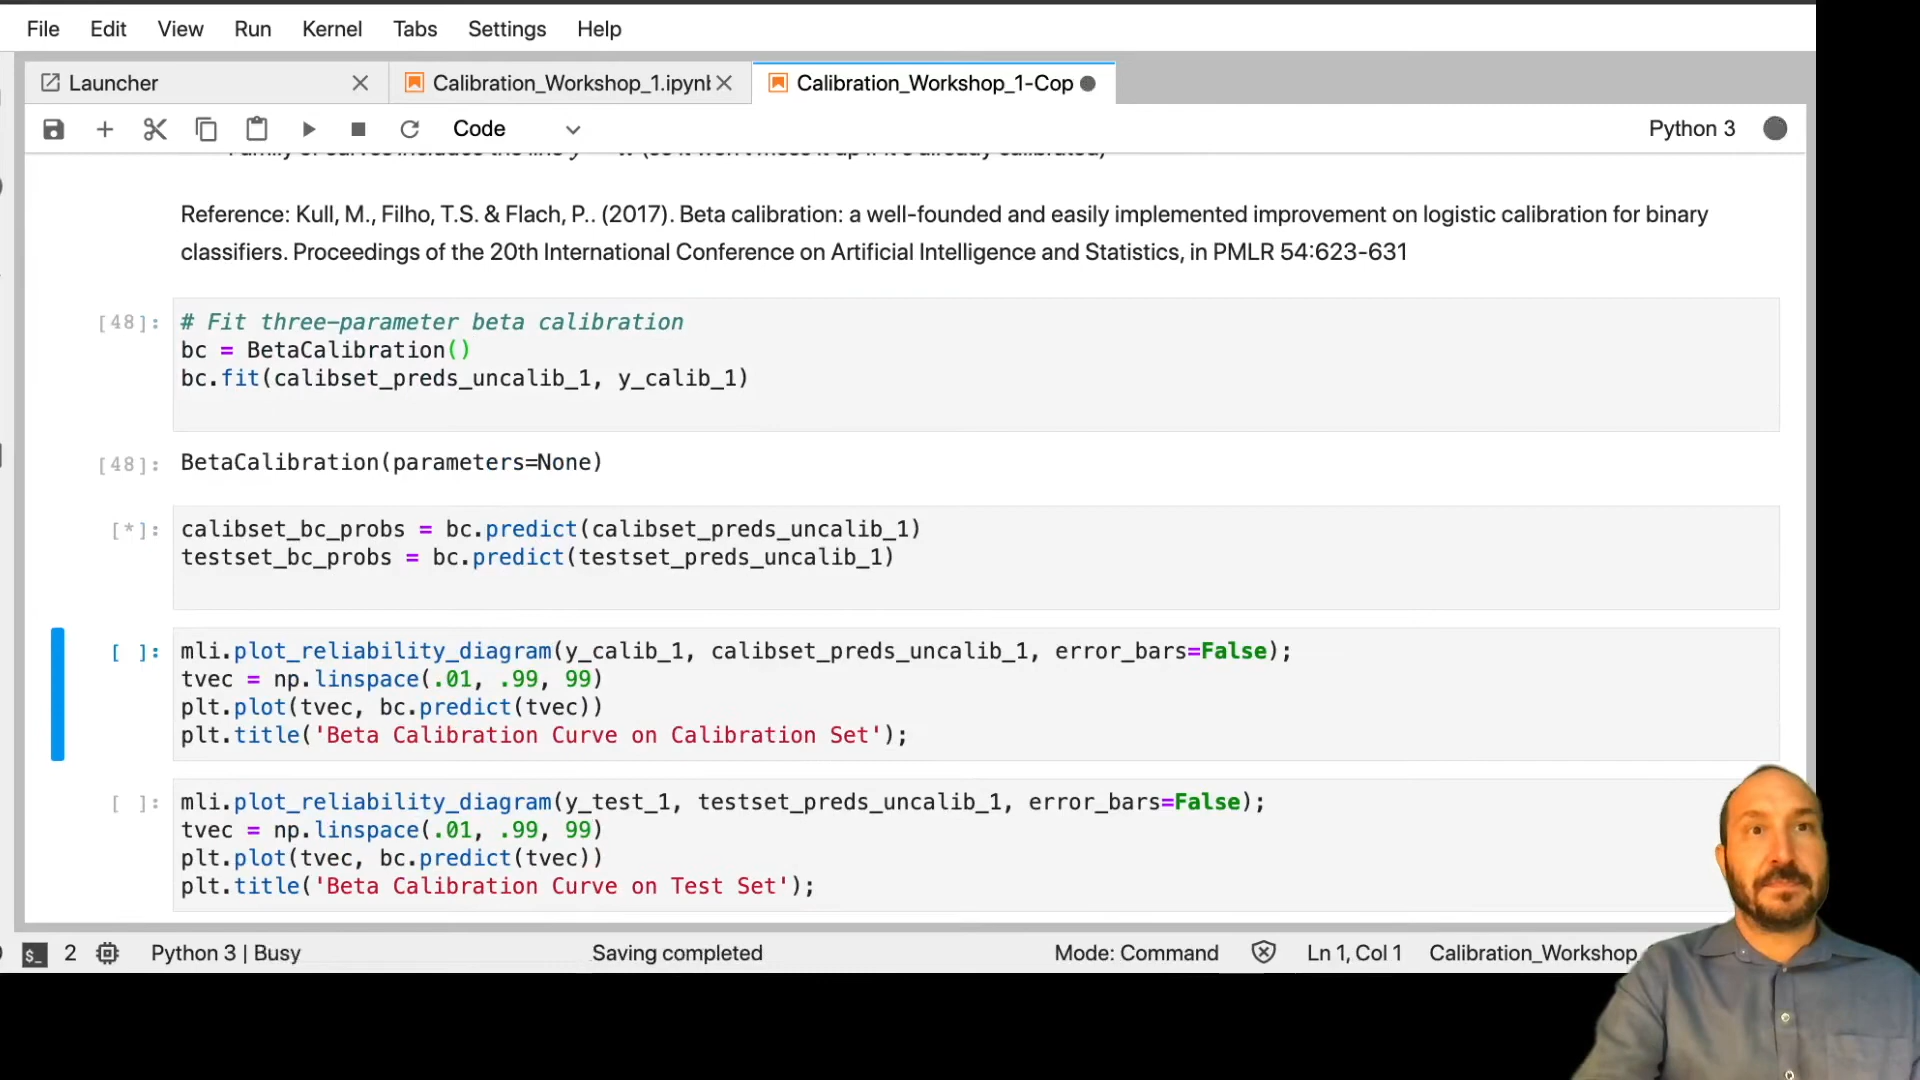 File Edit View Run Kernel Tabs Settings Help
Launcher Calibration_Workshop_1.ipynb Calibration_Workshop_1-Cop
Code Python 3
Reference: Kull, M., Filho, T.S. & Flach, P.. (2017). Beta calibration: a well-founded and easily implemented improvement on logistic calibration for binary
classifiers. Proceedings of the 20th International Conference on Artificial Intelligence and Statistics, in PMLR 54:623-631
[48]: # Fit three-parameter beta calibration
bc = BetaCalibration()
bc.fit(calibset_preds_uncalib_1, y_calib_1)
[48]: BetaCalibration(parameters=None)
[*]: calibset_bc_probs = bc.predict(calibset_preds_uncalib_1)
testset_bc_probs = bc.predict(testset_preds_uncalib_1)
[ ]: mli.plot_reliability_diagram(y_calib_1, calibset_preds_uncalib_1, error_bars=False);
tvec = np.linspace(.01, .99, 99)
plt.plot(tvec, bc.predict(tvec))
plt.title('Beta Calibration Curve on Calibration Set');
[ ]: mli.plot_reliability_diagram(y_test_1, testset_preds_uncalib_1, error_bars=False);
tvec = np.linspace(.01, .99, 99)
plt.plot(tvec, bc.predict(tvec))
plt.title('Beta Calibration Curve on Test Set');
$_ 2 Python 3 | Busy Saving completed Mode: Command Ln 1, Col 1 Calibration_Workshop